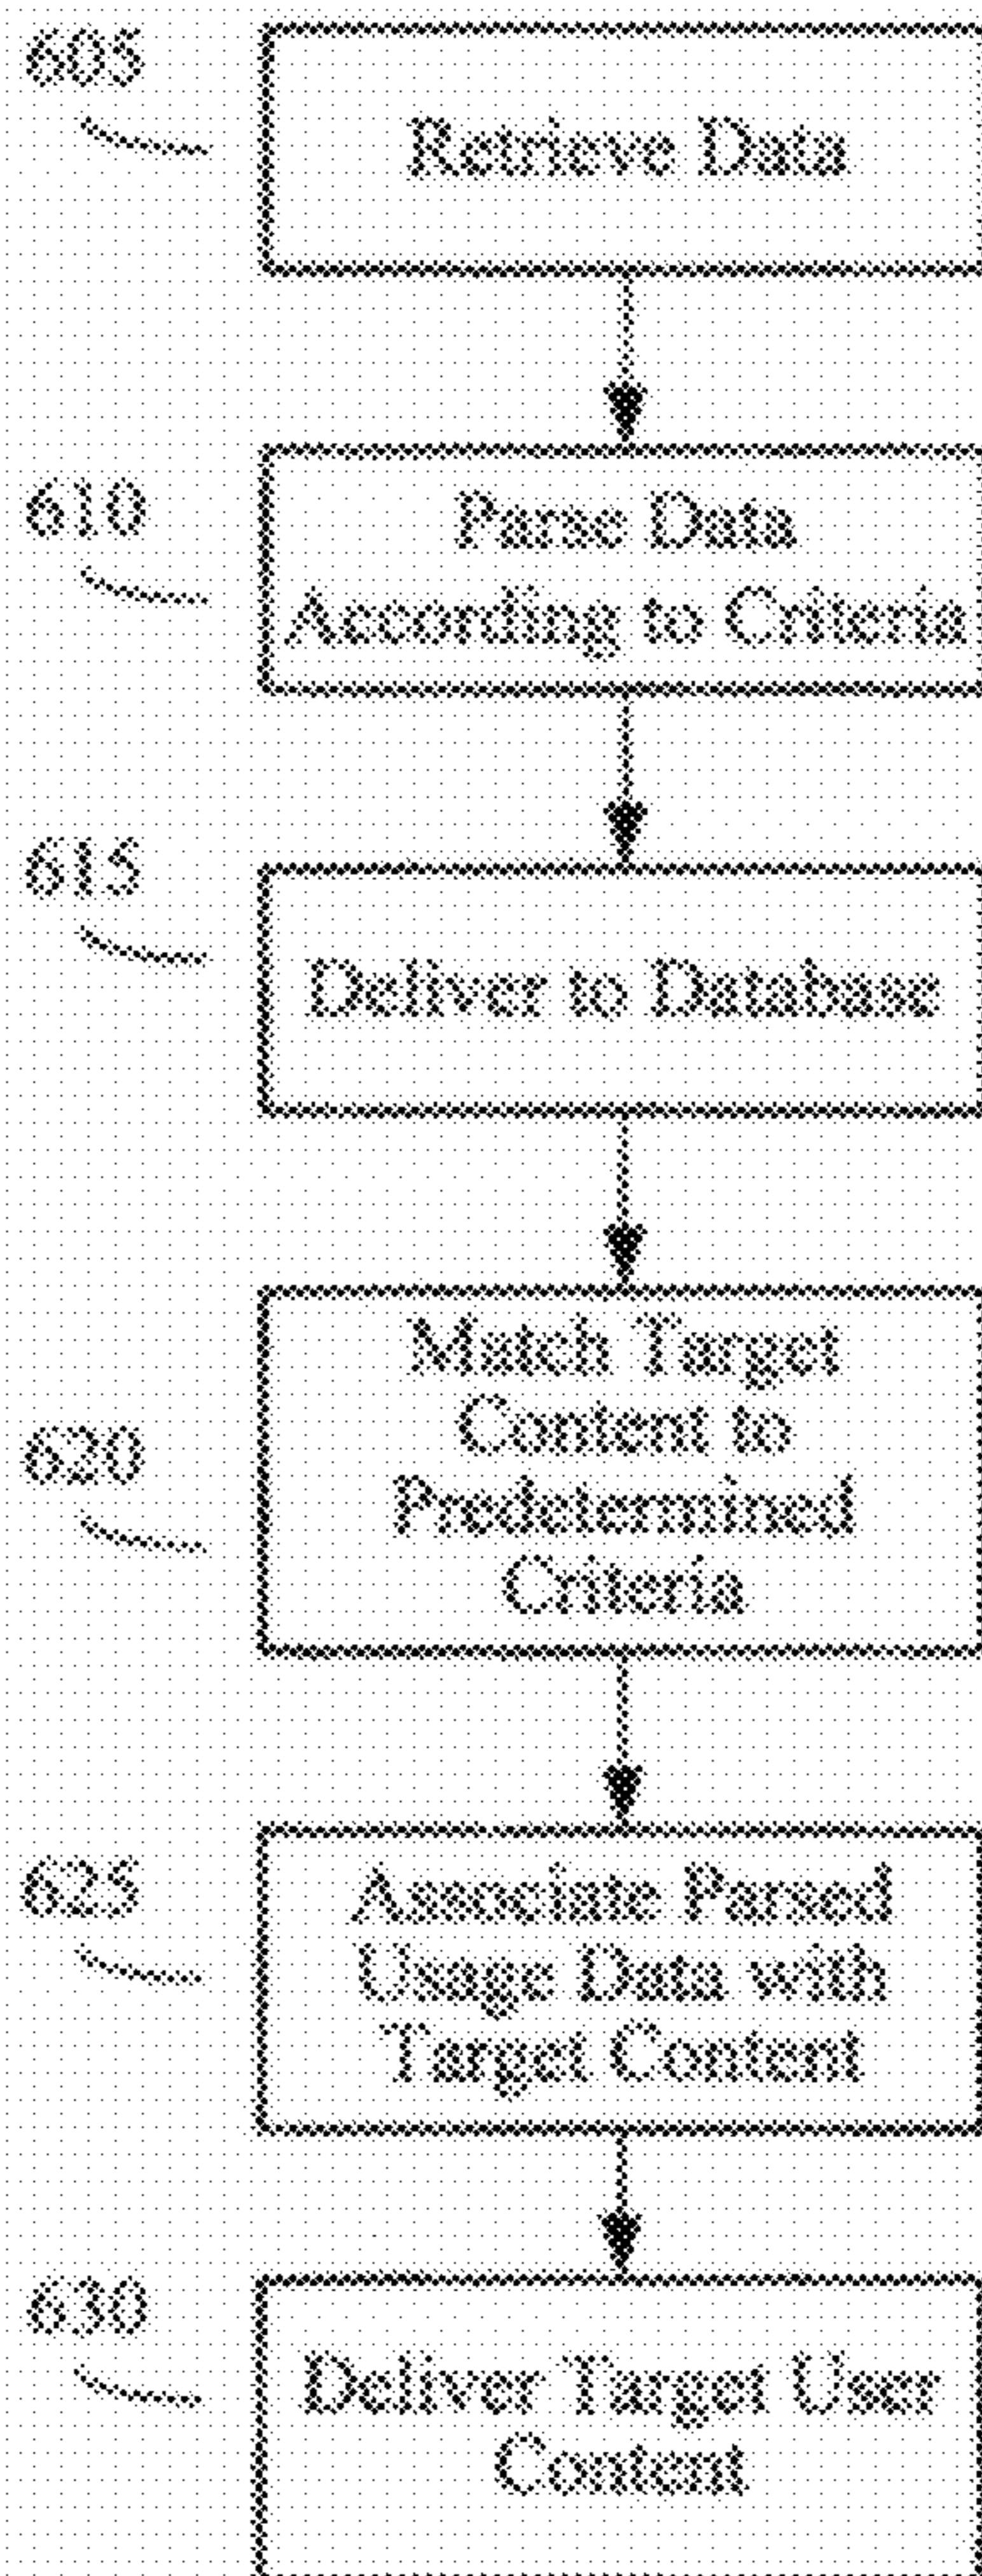 605
Retrieve Data
610
Parse Data
According to Criteria
615
Deliver to Database
Match Target
Content to
620
Predetermined
Criteria
625
Associate Parsed
Usage Data with
Target Content
630
Deliver Target User
Content